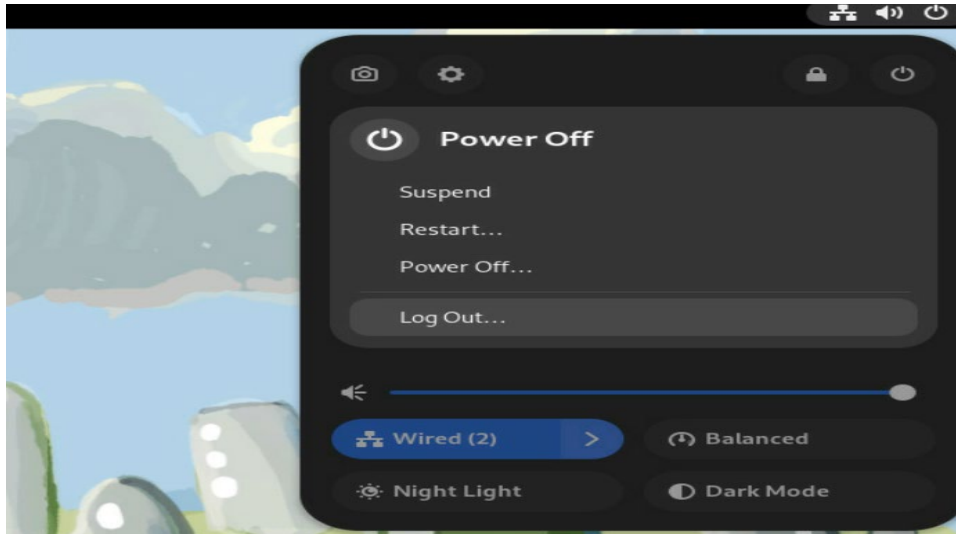 Power Off
Suspend
Restart...
Power Off...
Log Out...
Wired (2)
Balanced
Night Light
Dark Mode